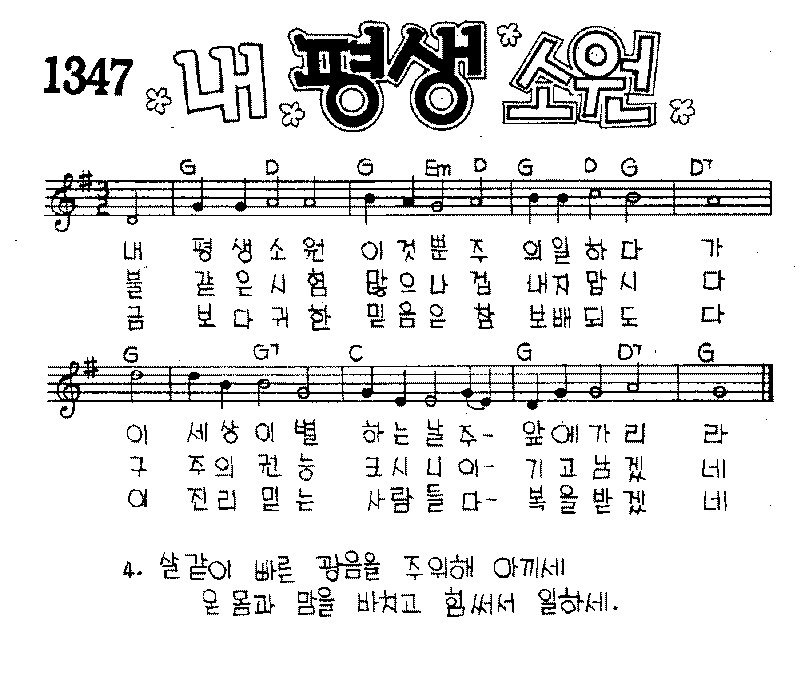 1347 내 평생 소원
G D G Em D G D G D7
내 평 생 소 원 이 것 뿐 주 의 일 하 다 가
불 같 은 시 험 많 으 나 겁 내 지 맙 시 다
금 보 다 귀 한 믿 음 은 참 보 배 되 도 다
G G7 C G D7 G
이 세 상 이 별 하 는 날 주- 앞 에 가 리 라
구 주 의 권 능 크 시 니 이- 기 고 남 겠 네
이 진 리 믿 는 사 람 들 다- 복 을 받 겠 네
4. 살같이 빠른 광음을 주위해 아끼세
온 몸과 맘을 바치고 힘써서 일하세.